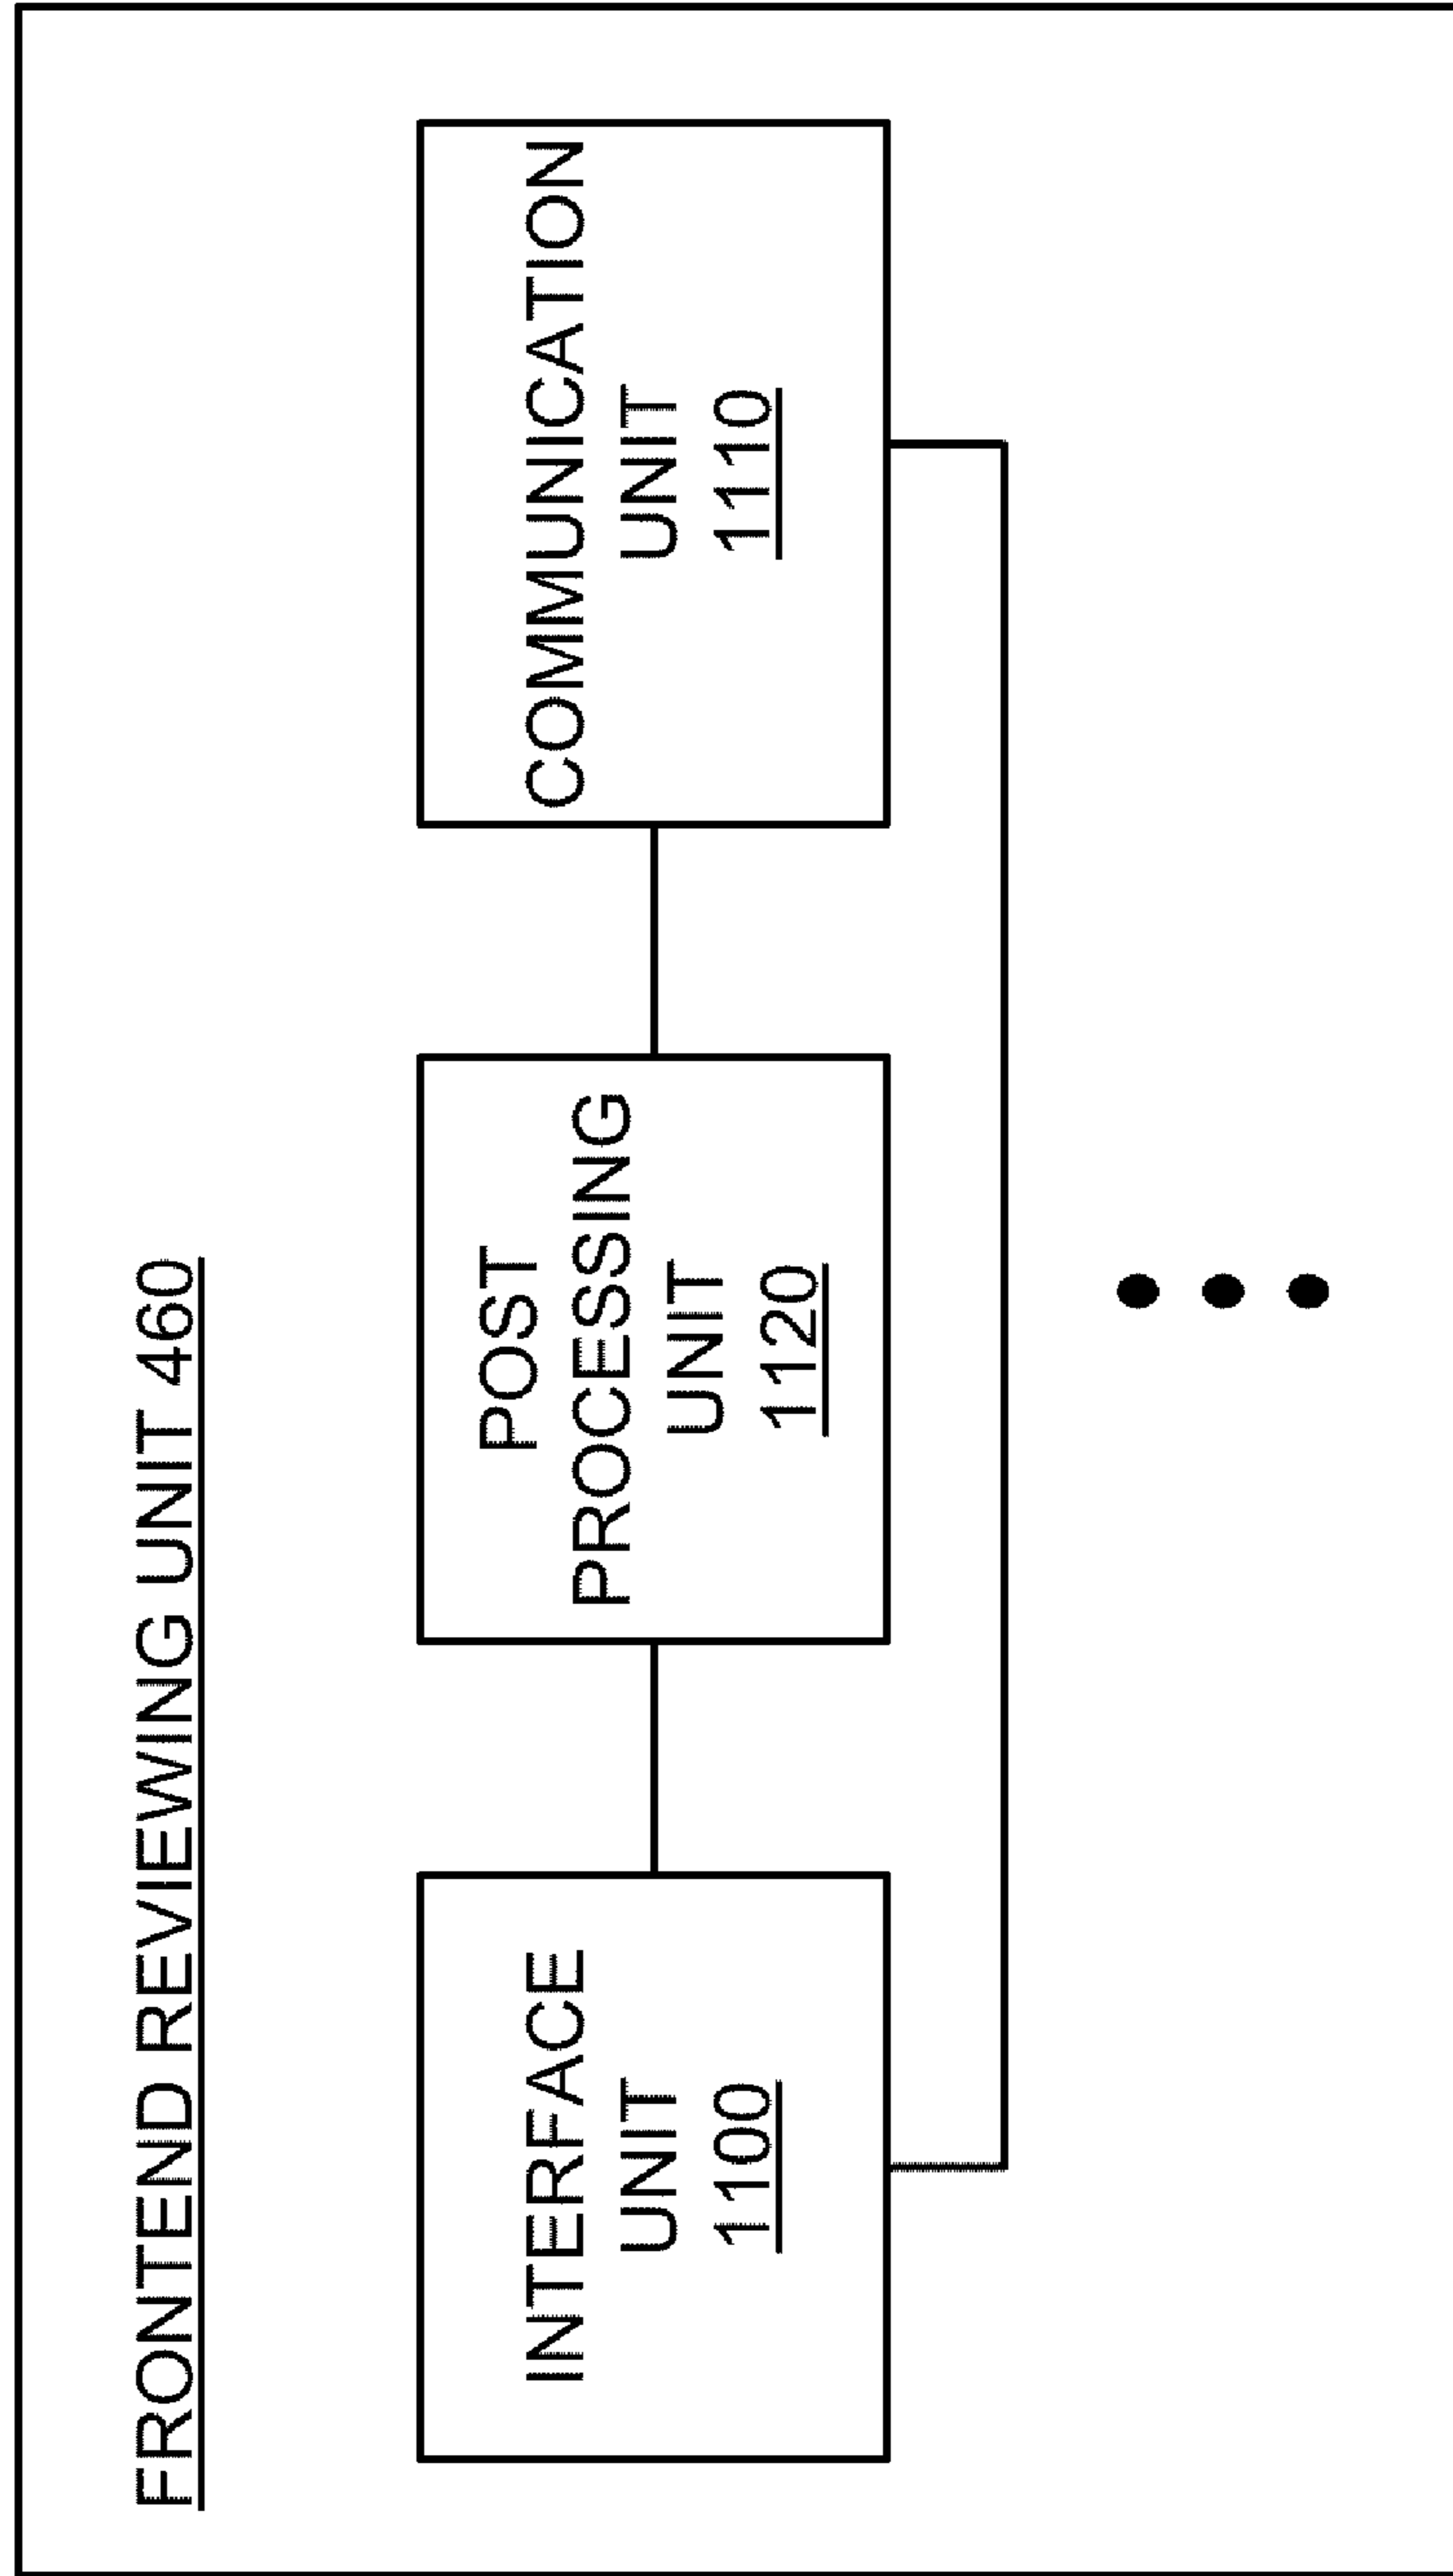 FRONTEND REVIEWING UNIT 460
INTERFACE
UNIT
1100
POST
PROCESSING
UNIT
1120
COMMUNICATION
UNIT
1110